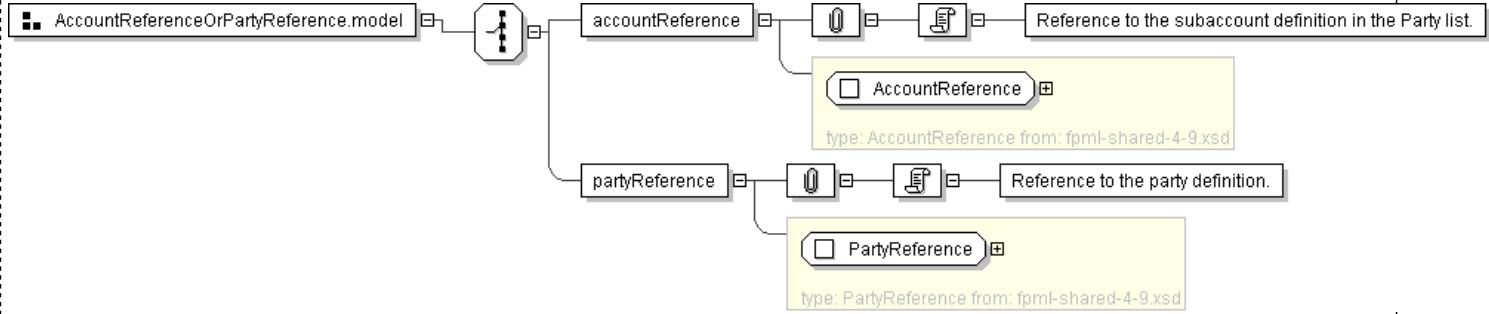 AccountReferenceOrPartyReference.model
accountReference
Reference to the subaccount definition in the Party list.
AccountReference
type: AccountReference from: fpml-shared-4-9.xsd
partyReference
Reference to the party definition.
PartyReference
type: PartyReference from: fpml-shared-4-9.xsd